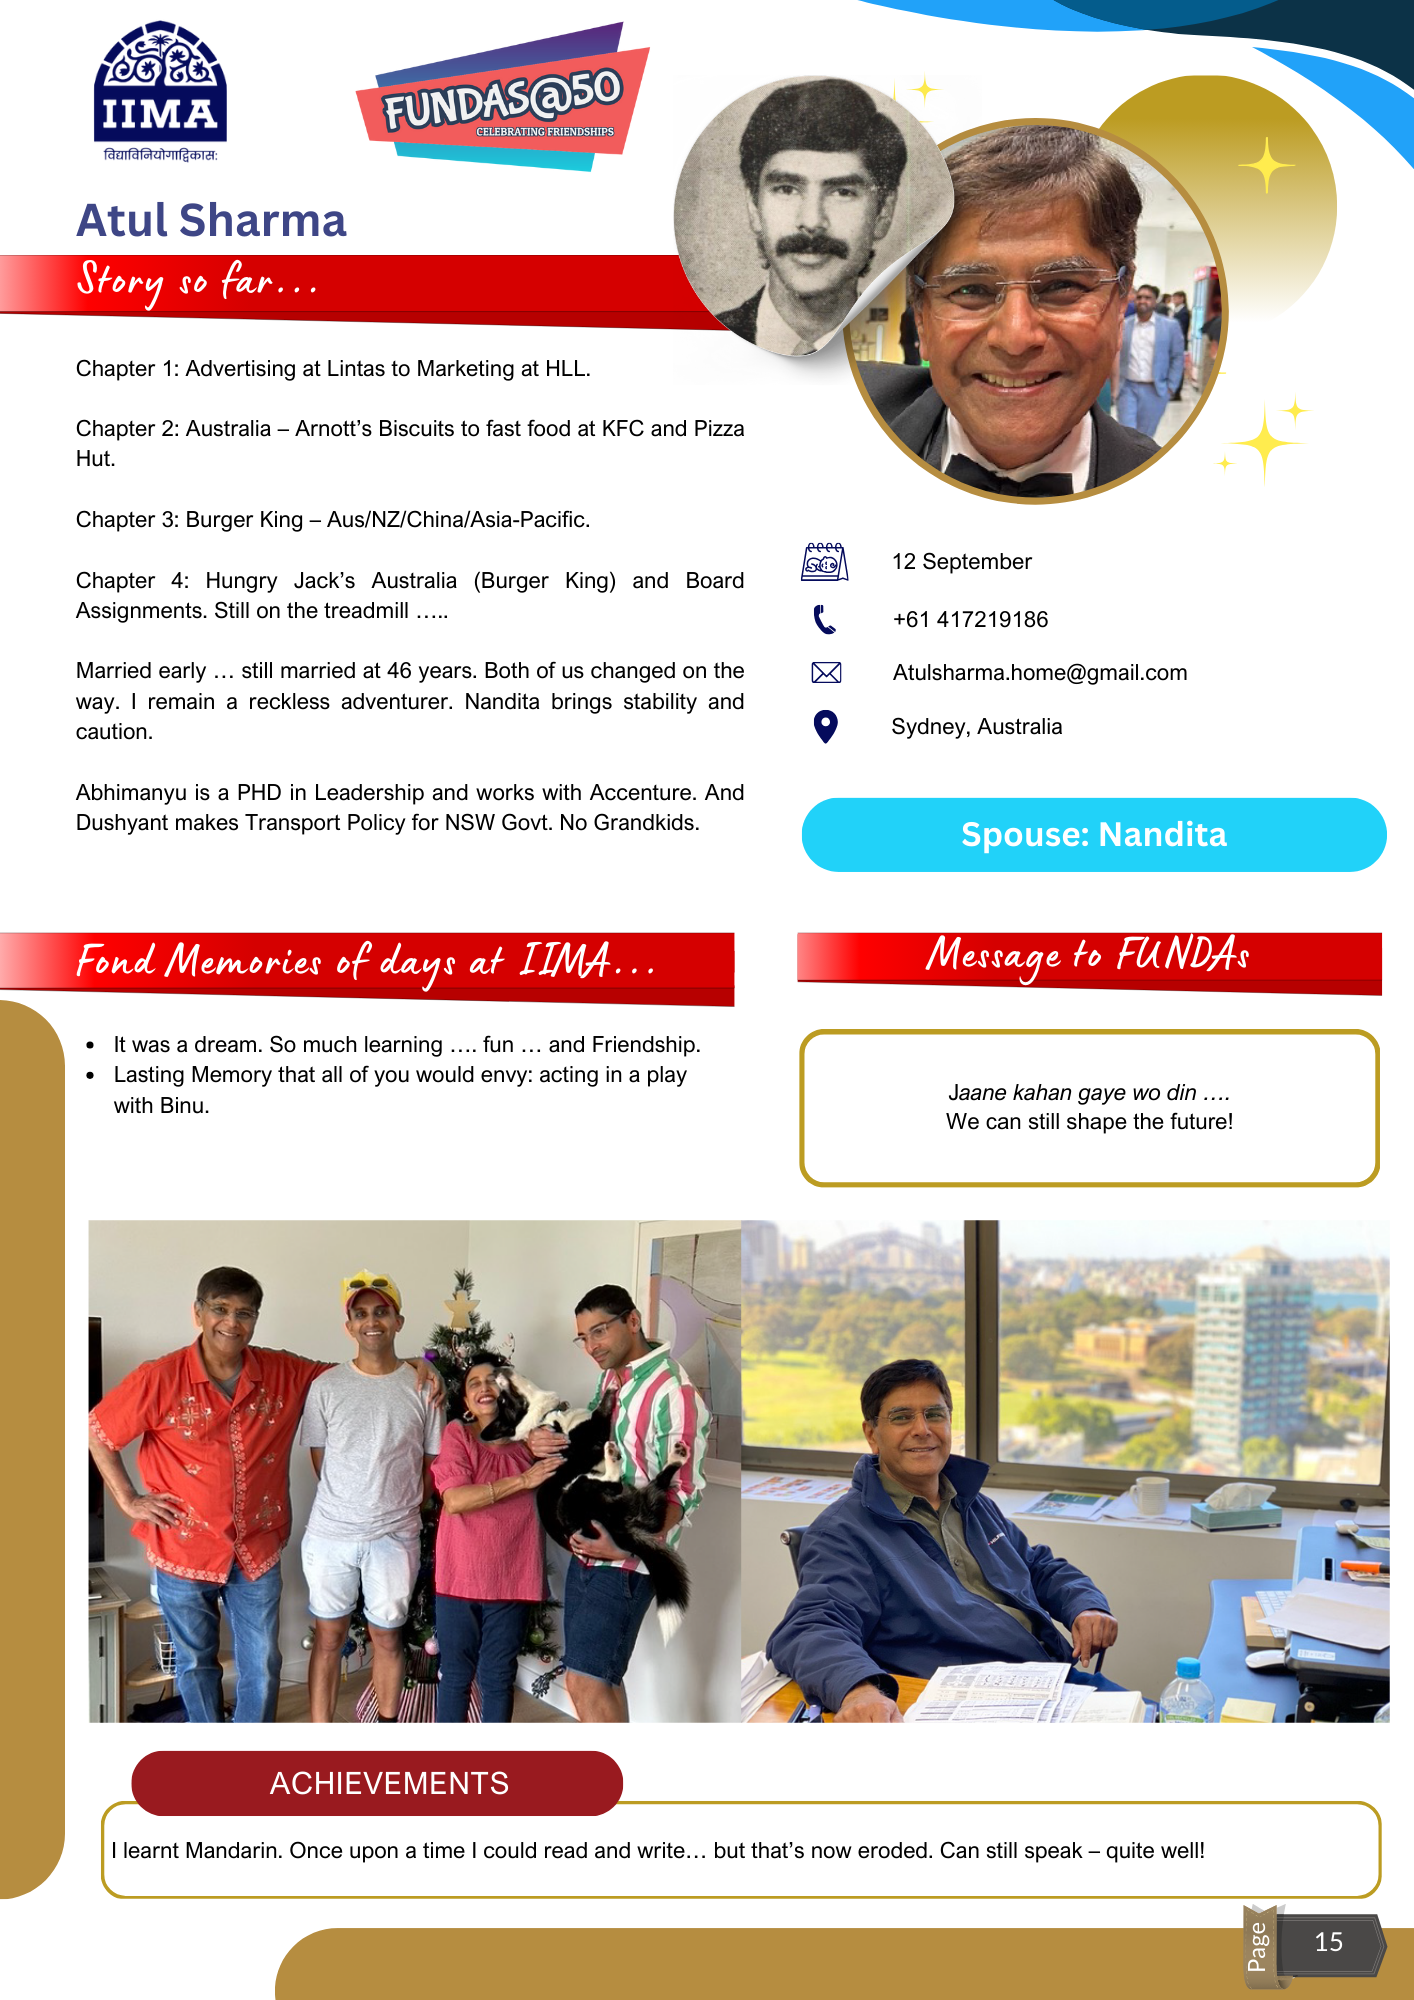 IIMA
विद्याविनियोगाद्विकास:
FUNDAS@50
CELEBRATING FRIENDSHIPS
Atul Sharma
Story so far...
Chapter 1: Advertising at Lintas to Marketing at HLL.
Chapter 2: Australia – Arnott’s Biscuits to fast food at KFC and Pizza
Hut.
Chapter 3: Burger King – Aus/NZ/China/Asia-Pacific.
Chapter 4: Hungry Jack’s Australia (Burger King) and Board
Assignments. Still on the treadmill …..
Married early … still married at 46 years. Both of us changed on the
way. I remain a reckless adventurer. Nandita brings stability and
caution.
Abhimanyu is a PHD in Leadership and works with Accenture. And
Dushyant makes Transport Policy for NSW Govt. No Grandkids.
12 September
+61 417219186
Atulsharma.home@gmail.com
Sydney, Australia
Spouse: Nandita
Fond Memories of days at IIMA...
It was a dream. So much learning …. fun … and Friendship.
Lasting Memory that all of you would envy: acting in a play
with Binu.
Message to FUNDAs
Jaane kahan gaye wo din ….
We can still shape the future!
ACHIEVEMENTS
I learnt Mandarin. Once upon a time I could read and write… but that’s now eroded. Can still speak – quite well!
Page
15